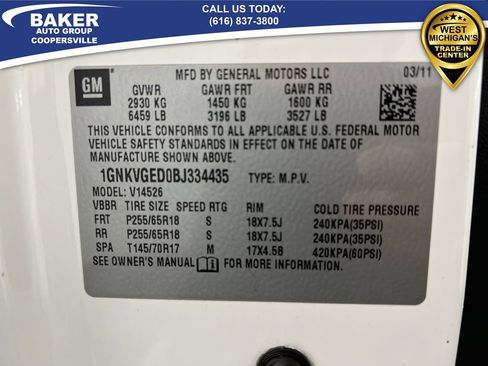 BAKER
AUTO GROUP
COOPERSVILLE
CALL US TODAY:
(616) 837-3800
WEST
MICHIGAN'S
TRADE-IN
CENTER
GM
MFD BY GENERAL MOTORS LLC 03/11
GVWR GAWR FRT GAWR RR
2930 KG 1450 KG 1600 KG
6459 LB 3196 LB 3527 LB
THIS VEHICLE CONFORMS TO ALL APPLICABLE U.S. FEDERAL MOTOR
VEHICLE SAFETY STANDARDS IN EFFECT ON THE DATE OF
MANUFACTURE SHOWN ABOVE.
1GNKVGED0BJ334435 TYPE: M.P.V.
MODEL: V14526
VBBR TIRE SIZE SPEED RTG RIM COLD TIRE PRESSURE
FRT P255/65R18 S 18X7.5J 240KPA(35PSI)
RR P255/65R18 S 18X7.5J 240KPA(35PSI)
SPA T145/70R17 M 17X4.5B 420KPA(60PSI)
SEE OWNER'S MANUAL FOR MORE INFORMATION.